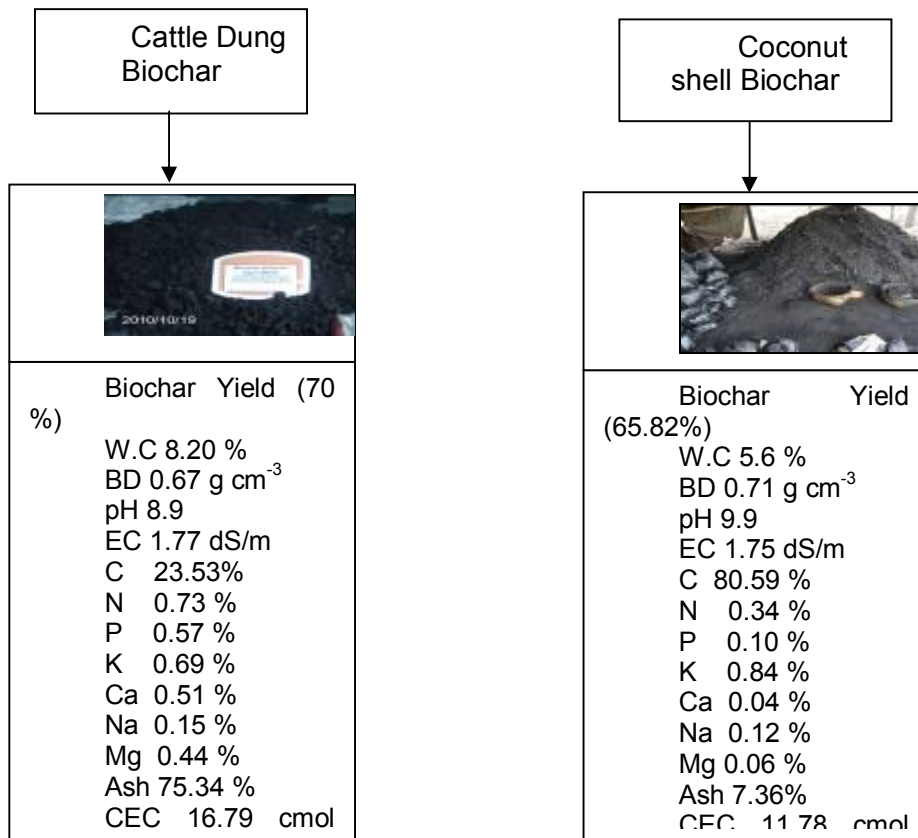 Cattle Dung
Biochar
2010/10/19
Biochar Yield (70
%)
W.C 8.20 %
BD 0.67 g cm⁻³
pH 8.9
EC 1.77 dS/m
C 23.53%
N 0.73 %
P 0.57 %
K 0.69 %
Ca 0.51 %
Na 0.15 %
Mg 0.44 %
Ash 75.34 %
CEC 16.79 cmol
Coconut
shell Biochar
Biochar Yield
(65.82%)
W.C 5.6 %
BD 0.71 g cm⁻³
pH 9.9
EC 1.75 dS/m
C 80.59 %
N 0.34 %
P 0.10 %
K 0.84 %
Ca 0.04 %
Na 0.12 %
Mg 0.06 %
Ash 7.36%
CEC 11.78 cmol